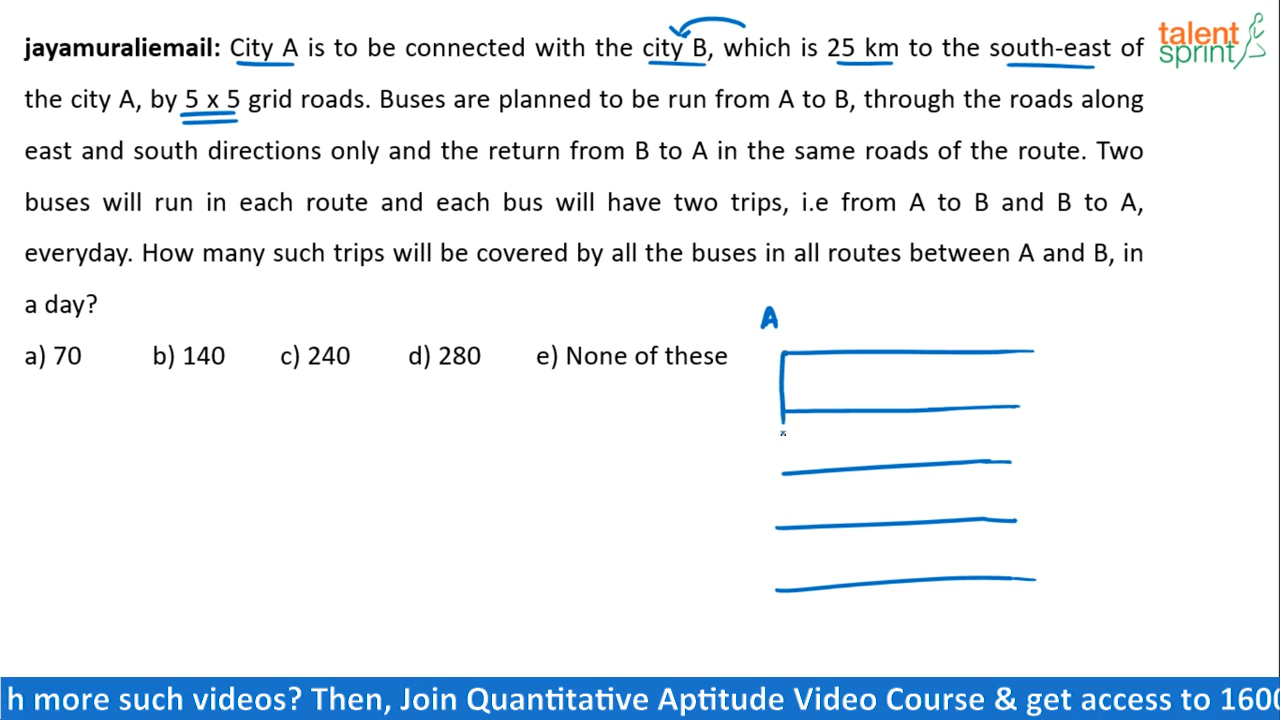 jayamuraliemail: City A is to be connected with the city B, which is 25 km to the south-east of
the city A, by 5 x 5 grid roads. Buses are planned to be run from A to B, through the roads along
east and south directions only and the return from B to A in the same roads of the route. Two
buses will run in each route and each bus will have two trips, i.e from A to B and B to A,
everyday. How many such trips will be covered by all the buses in all routes between A and B, in
a day?
a) 70 b) 140 c) 240 d) 280 e) None of these
A
talent
sprint
h more such videos? Then, Join Quantitative Aptitude Video Course & get access to 160